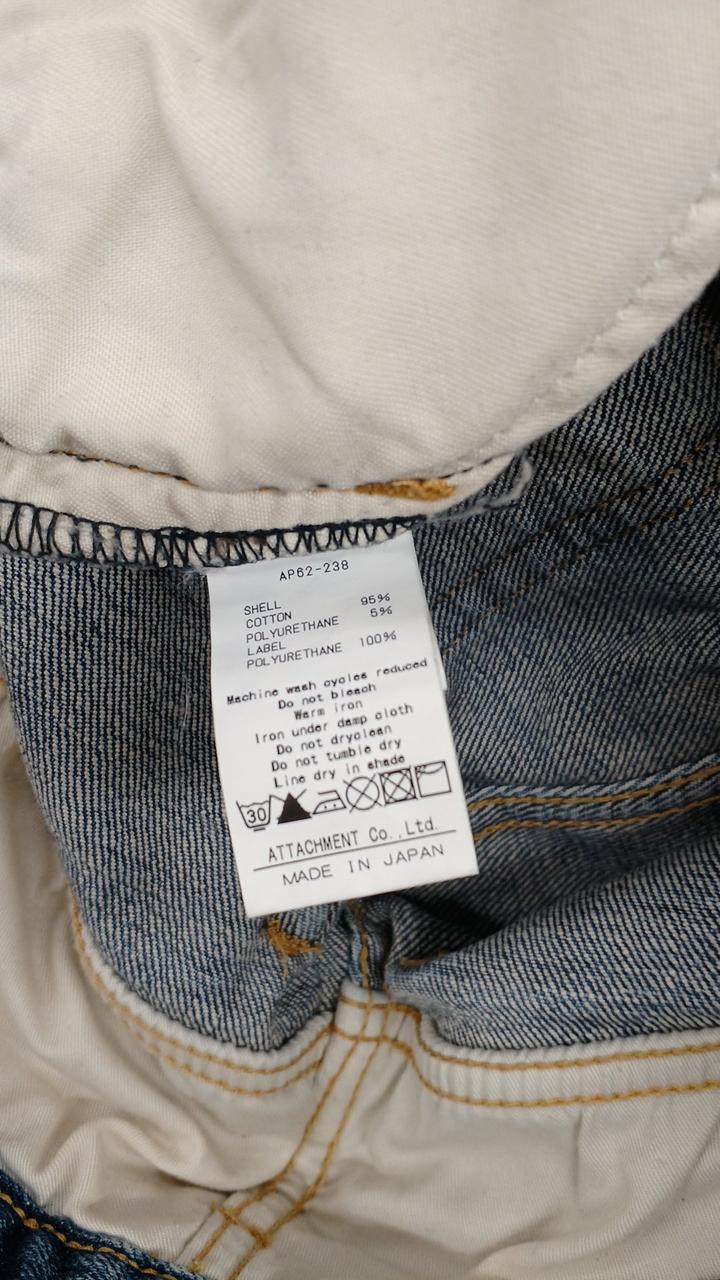 AP62-238
SHELL
COTTON 95%
POLYURETHANE 5%
LABEL
POLYURETHANE 100%
Machine wash cycles reduced
Do not bleach
Warm iron
Iron under damp cloth
Do not dryclean
Do not tumble dry
Line dry in shade
30
ATTACHMENT Co.,Ltd.
MADE IN JAPAN